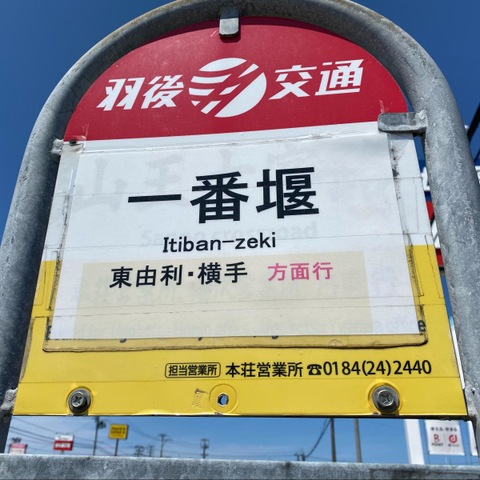 羽後交通
一番堰
Itiban-zeki
東由利・横手 方面行
担当営業所 本荘営業所 ☎0184(24)2440